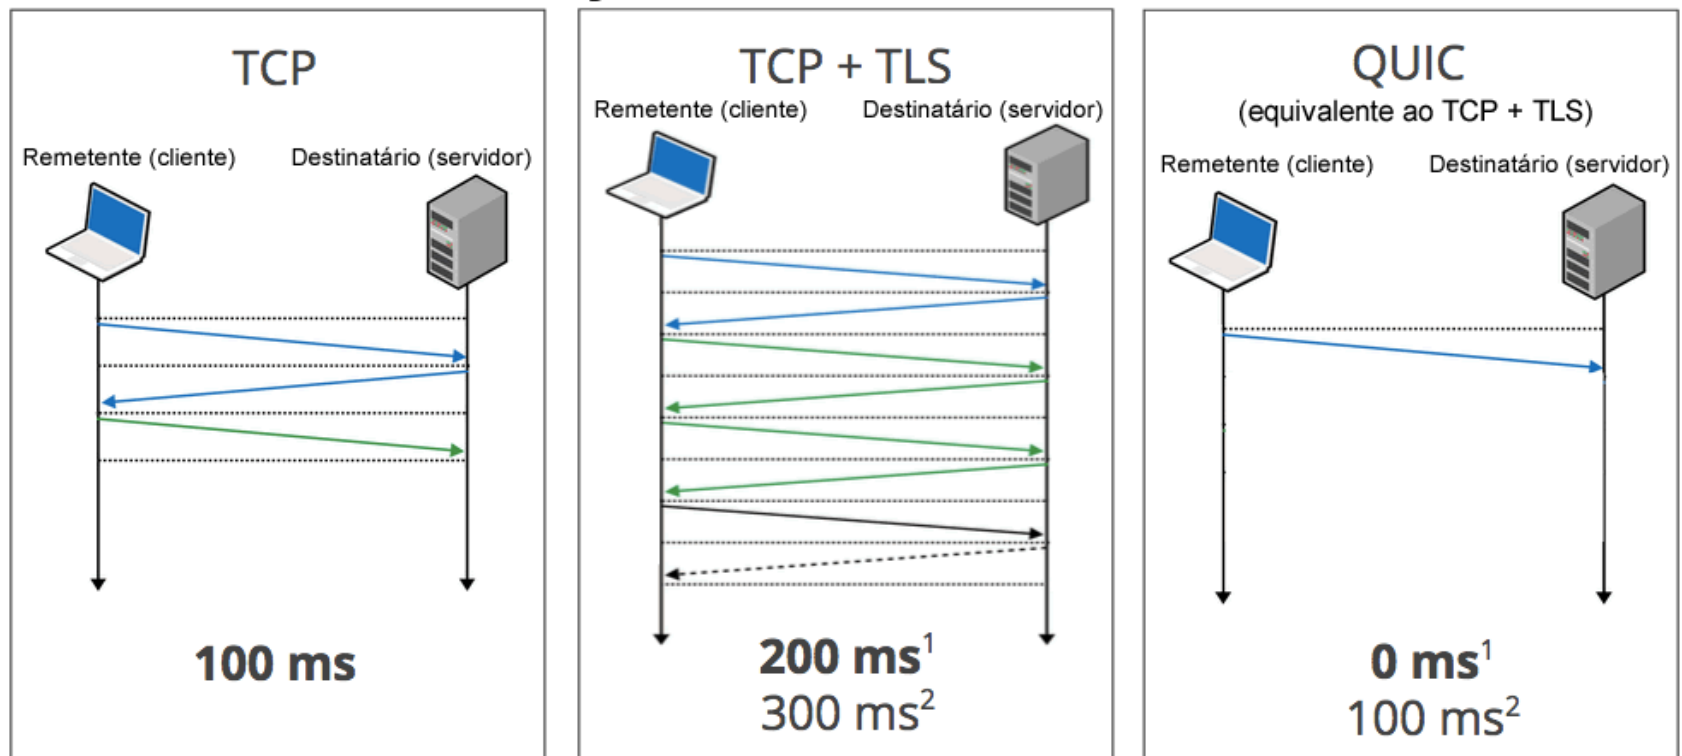 TCP
Remetente (cliente) Destinatário (servidor)
100 ms
TCP + TLS
Remetente (cliente) Destinatário (servidor)
200 ms¹
300 ms²
QUIC
(equivalente ao TCP + TLS)
Remetente (cliente) Destinatário (servidor)
0 ms¹
100 ms²